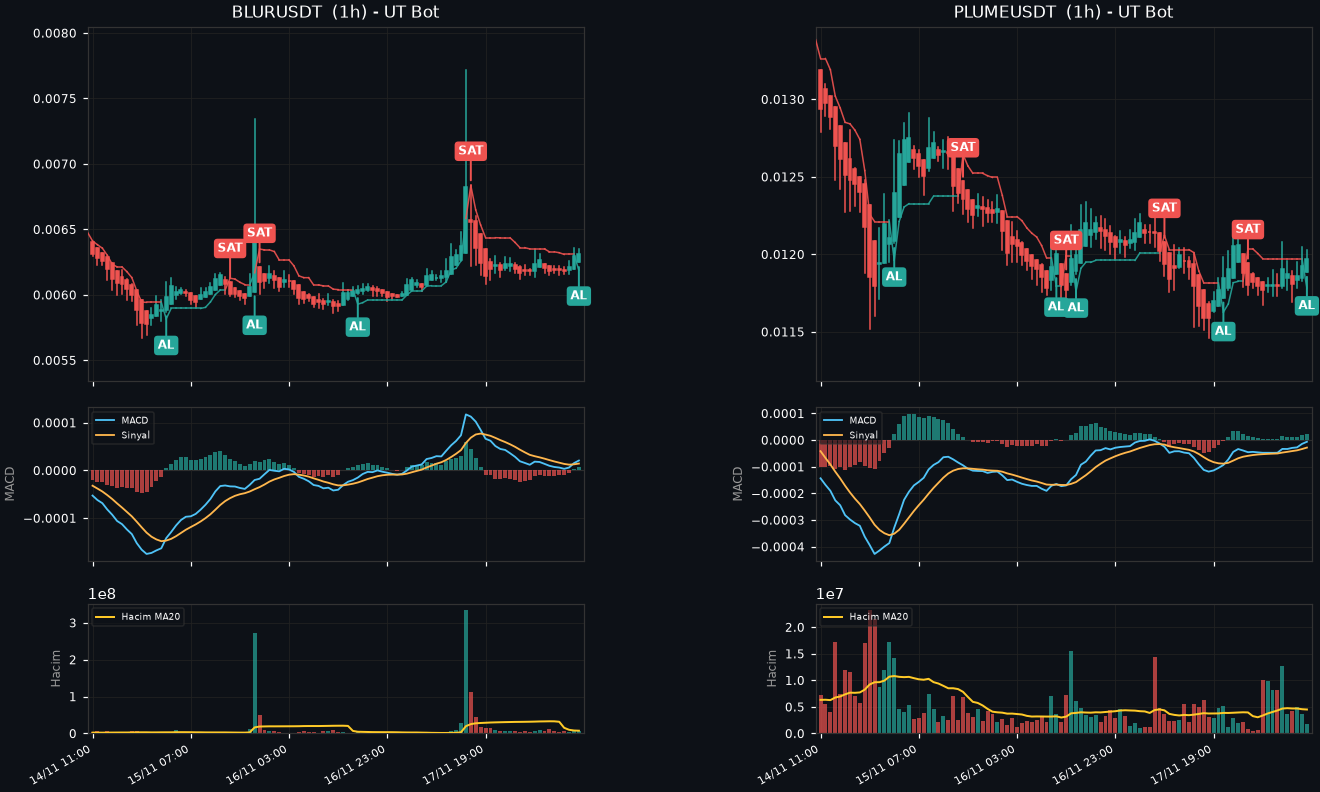 BLURUSDT (1h) - UT Bot
0.0080
0.0075
0.0070
0.0065
0.0060
0.0055
SAT
SAT
SAT
AL
AL
AL
AL
MACD
Sinyal
0.0001
0.0000
−0.0001
MACD
1e8
Hacim MA20
3
2
1
0
Hacim
14/11 11:00
15/11 07:00
16/11 03:00
16/11 23:00
17/11 19:00
PLUMEUSDT (1h) - UT Bot
0.0130
0.0125
0.0120
0.0115
SAT
SAT
SAT
SAT
AL
AL
AL
AL
AL
MACD
Sinyal
0.0001
0.0000
−0.0001
−0.0002
−0.0003
−0.0004
MACD
1e7
Hacim MA20
2.0
1.5
1.0
0.5
0.0
Hacim
14/11 11:00
15/11 07:00
16/11 03:00
16/11 23:00
17/11 19:00